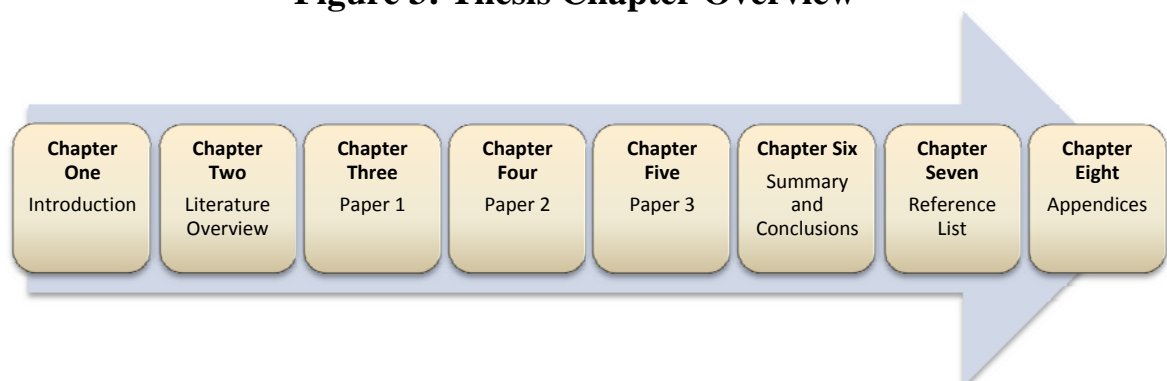 Figure 3: Thesis Chapter Overview
Chapter
One
Introduction
Chapter
Two
Literature
Overview
Chapter
Three
Paper 1
Chapter
Four
Paper 2
Chapter
Five
Paper 3
Chapter Six
Summary
and
Conclusions
Chapter
Seven
Reference
List
Chapter
Eight
Appendices